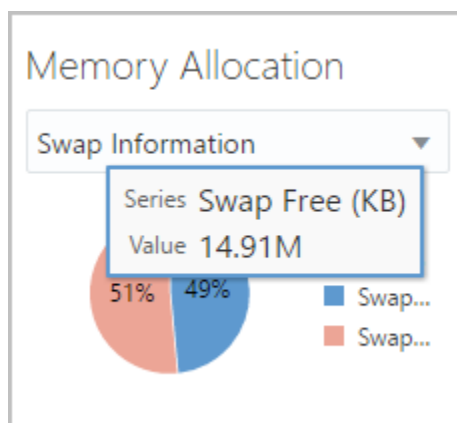 Memory Allocation
Swap Information
Series Swap Free (KB)
Value 14.91M
51% 49%
Swap...
Swap...